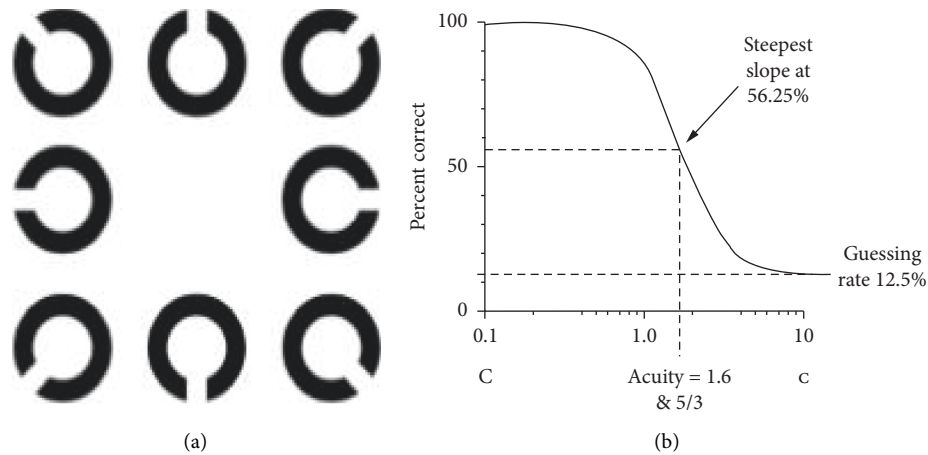 100
Percent correct
50
0
Steepest
slope at
56.25%
Guessing
rate 12.5%
0.1
1.0
10
C
Acuity = 1.6
& 5/3
C
(a)
(b)